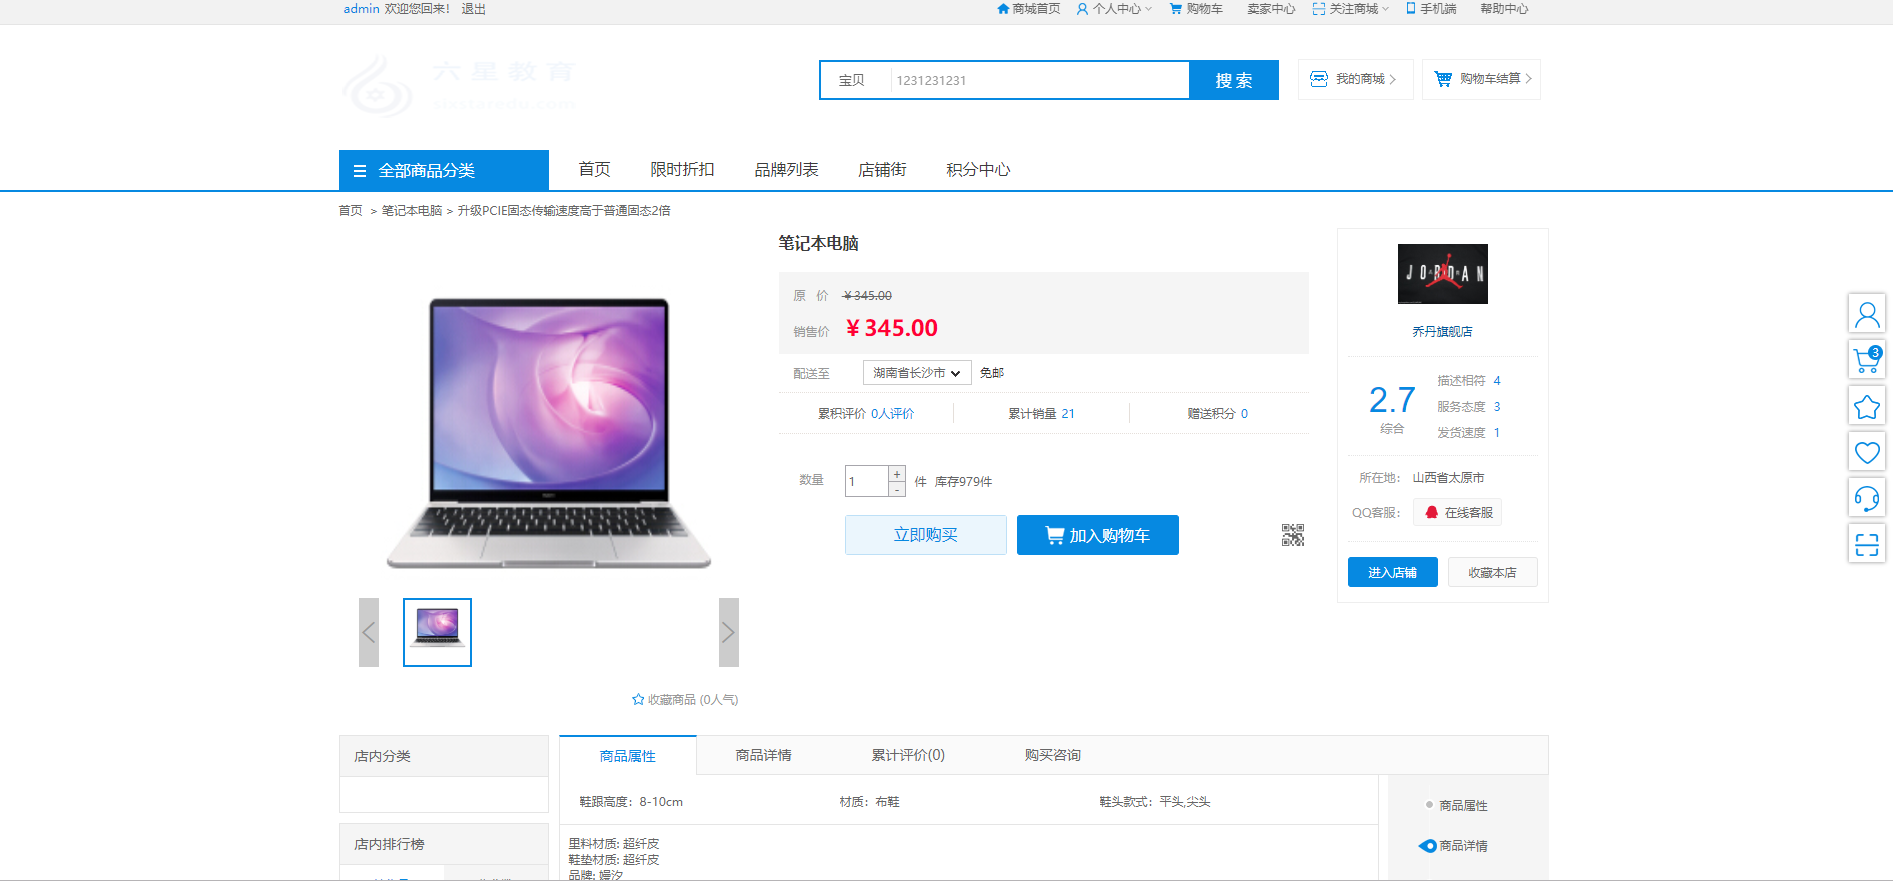 admin 欢迎您回来! 退出
商城首页 个人中心 购物车 卖家中心 关注商城 手机端 帮助中心
六星教育
sixstaredu.com
宝贝 1231231231 搜索
我的商城 购物车结算
全部商品分类 首页 限时折扣 品牌列表 店铺街 积分中心
首页 > 笔记本电脑 > 升级PCIE固态传输速度高于普通固态2倍
笔记本电脑
原 价 ￥345.00
销售价 ￥345.00
配送至 湖南省长沙市 免邮
累积评价 0人评价 累计销量 21 赠送积分 0
数量 1 + - 件 库存979件
立即购买 加入购物车
收藏商品 (0人气)
JORDAN
乔丹旗舰店
2.7
综合
描述相符 4
服务态度 3
发货速度 1
所在地: 山西省太原市
QQ客服: 在线客服
进入店铺 收藏本店
3
店内分类
店内排行榜
商品属性 商品详情 累计评价(0) 购买咨询
鞋跟高度: 8-10cm 材质: 布鞋 鞋头款式: 平头,尖头
里料材质: 超纤皮
鞋垫材质: 超纤皮
品牌: 嫚汐
商品属性
商品详情